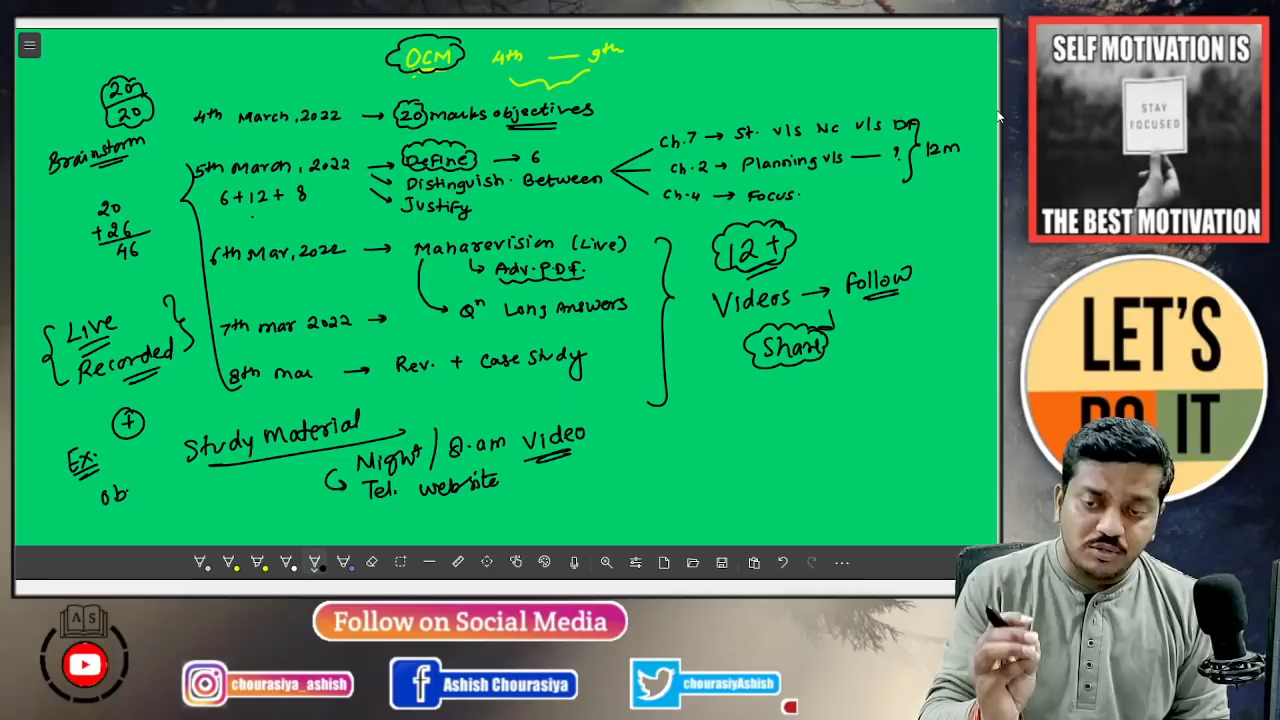 OCM 4th — 9th
20
20
Brainstorm
4th March, 2022 → 20 marks objectives
5th March, 2022 → Define → 6
6 + 12 + 8
Distinguish Between
Justify
Ch.7 → St. v/s Nc v/s DA
Ch.2 → Planning v/s — ?
Ch.4 → Focus.
12m
20
+ 26
46
6th Mar, 2022 → Maharevision (Live)
↳ Adv. P.D.F.
Qⁿ Long Answers
7th mar 2022 →
8th mar → Rev. + Case Study
12 +
Videos → follow
Share
Live
Recorded
+
Ex.
ob.
Study Material
Night / 8.am Video
Tel. website
SELF MOTIVATION IS
STAY
FOCUSED
THE BEST MOTIVATION
LET'S
DO IT
A S
Follow on Social Media
chourasiya_ashish
Ashish Chourasiya
chourasiyAshish